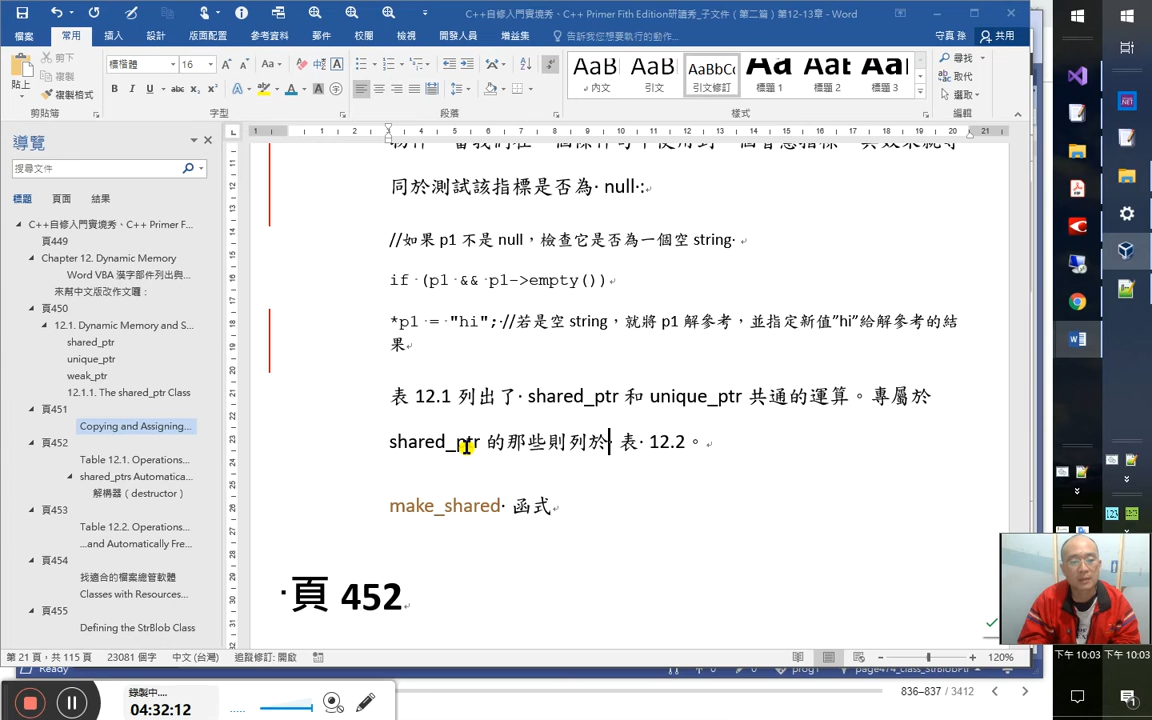 C++自修入門實境秀、C++ Primer Fith Edition研讀秀_子文件（第二篇）第12-13章 - Word
檔案 常用 插入 設計 版面配置 參考資料 郵件 校閱 檢視 開發人員 增益集 告訴我您想要執行的動作... 守真 孫 共用
貼上 剪下 複製 複製格式 剪貼簿
楷書體 16 字型
段落
AaB 內文 AaB 引文 AaBbCc 引文修訂 Aa 標題 1 Aab 標題 2 Aal 標題 3 樣式
尋找 取代 選取 編輯
導覽
搜尋文件
標題 頁面 結果
C++自修入門實境秀、C++ Primer F...
頁449
Chapter 12. Dynamic Memory
Word VBA 漢字部件列出與...
來幫中文版改作文囉：
頁450
12.1. Dynamic Memory and S...
shared_ptr
unique_ptr
weak_ptr
12.1.1. The shared_ptr Class
頁451
Copying and Assigning...
頁452
Table 12.1. Operations...
shared_ptrs Automatica...
解構器（destructor）
頁453
Table 12.2. Operations...
...and Automatically Fre...
頁454
找適合的檔案總管軟體
Classes with Resources...
頁455
Defining the StrBlob Class
同於測試該指標是否為 null :
//如果 p1 不是 null，檢查它是否為一個空 string
if (p1 && p1->empty())
*p1 = "hi"; //若是空 string，就將 p1 解參考，並指定新值"hi"給解參考的結
果
表 12.1 列出了 shared_ptr 和 unique_ptr 共通的運算。專屬於
shared_ptr 的那些則列於 表 12.2。
make_shared 函式
頁 452
第 21 頁，共 115 頁 23081 個字 中文 (台灣) 追蹤修訂: 開啟 120%
Ready prog1 page474_class_StrBlobPtr
錄製中...
04:32:12
836–837 / 3412
下午 10:03 下午 10:03